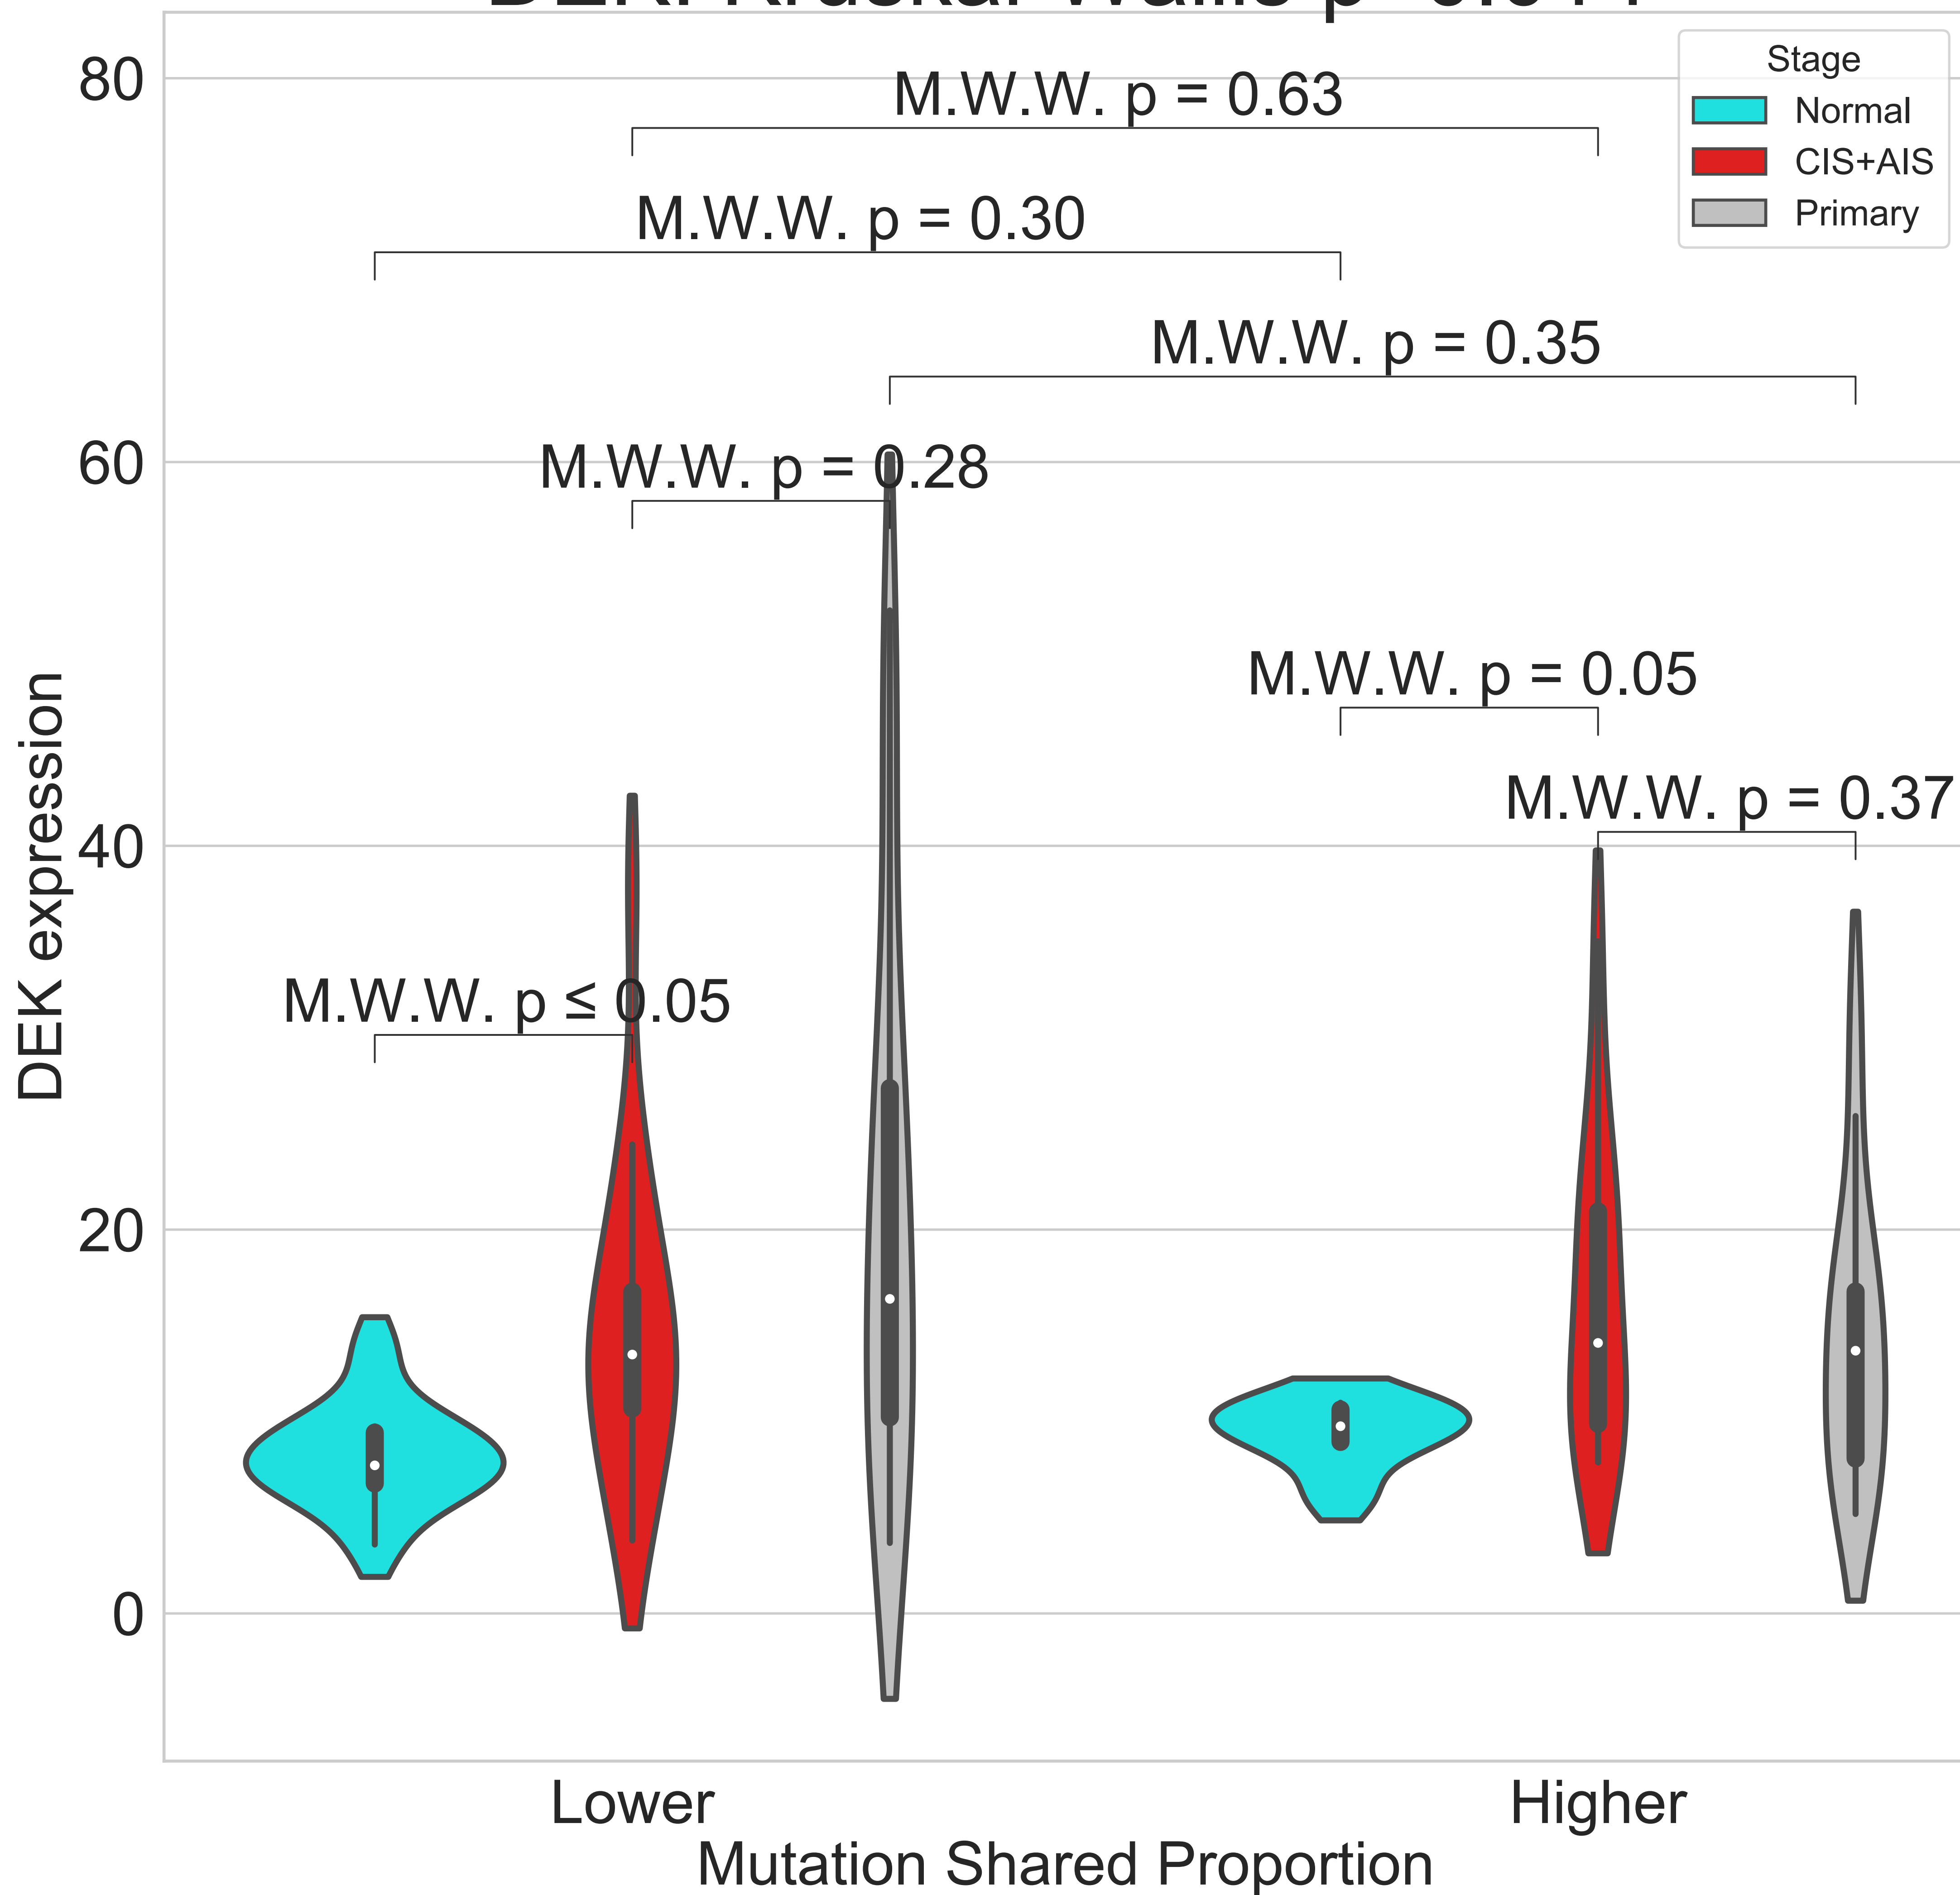 Stage
Normal
CIS+AIS
Primary
M.W.W. p = 0.63
M.W.W. p = 0.30
M.W.W. p = 0.35
M.W.W. p = 0.28
M.W.W. p = 0.05
M.W.W. p = 0.37
M.W.W. p ≤ 0.05
80
60
40
20
0
DEK expression
Lower
Higher
Mutation Shared Proportion